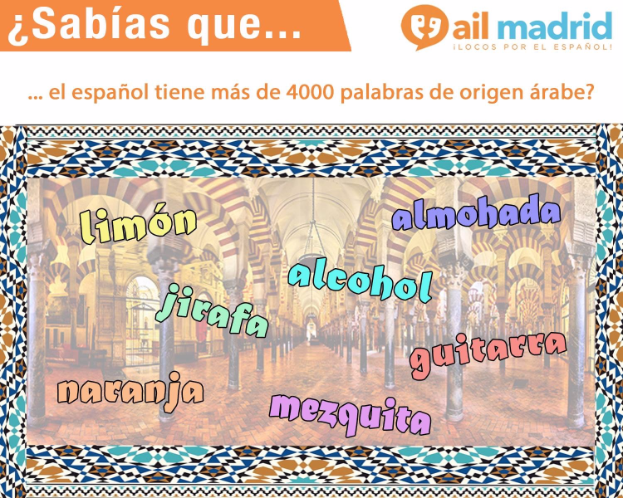 ¿Sabías que...
ail madrid
¡LOCOS POR EL ESPAÑOL!
... el español tiene más de 4000 palabras de origen árabe?
limón
almohada
alcohol
jirafa
guitarra
naranja
mezquita